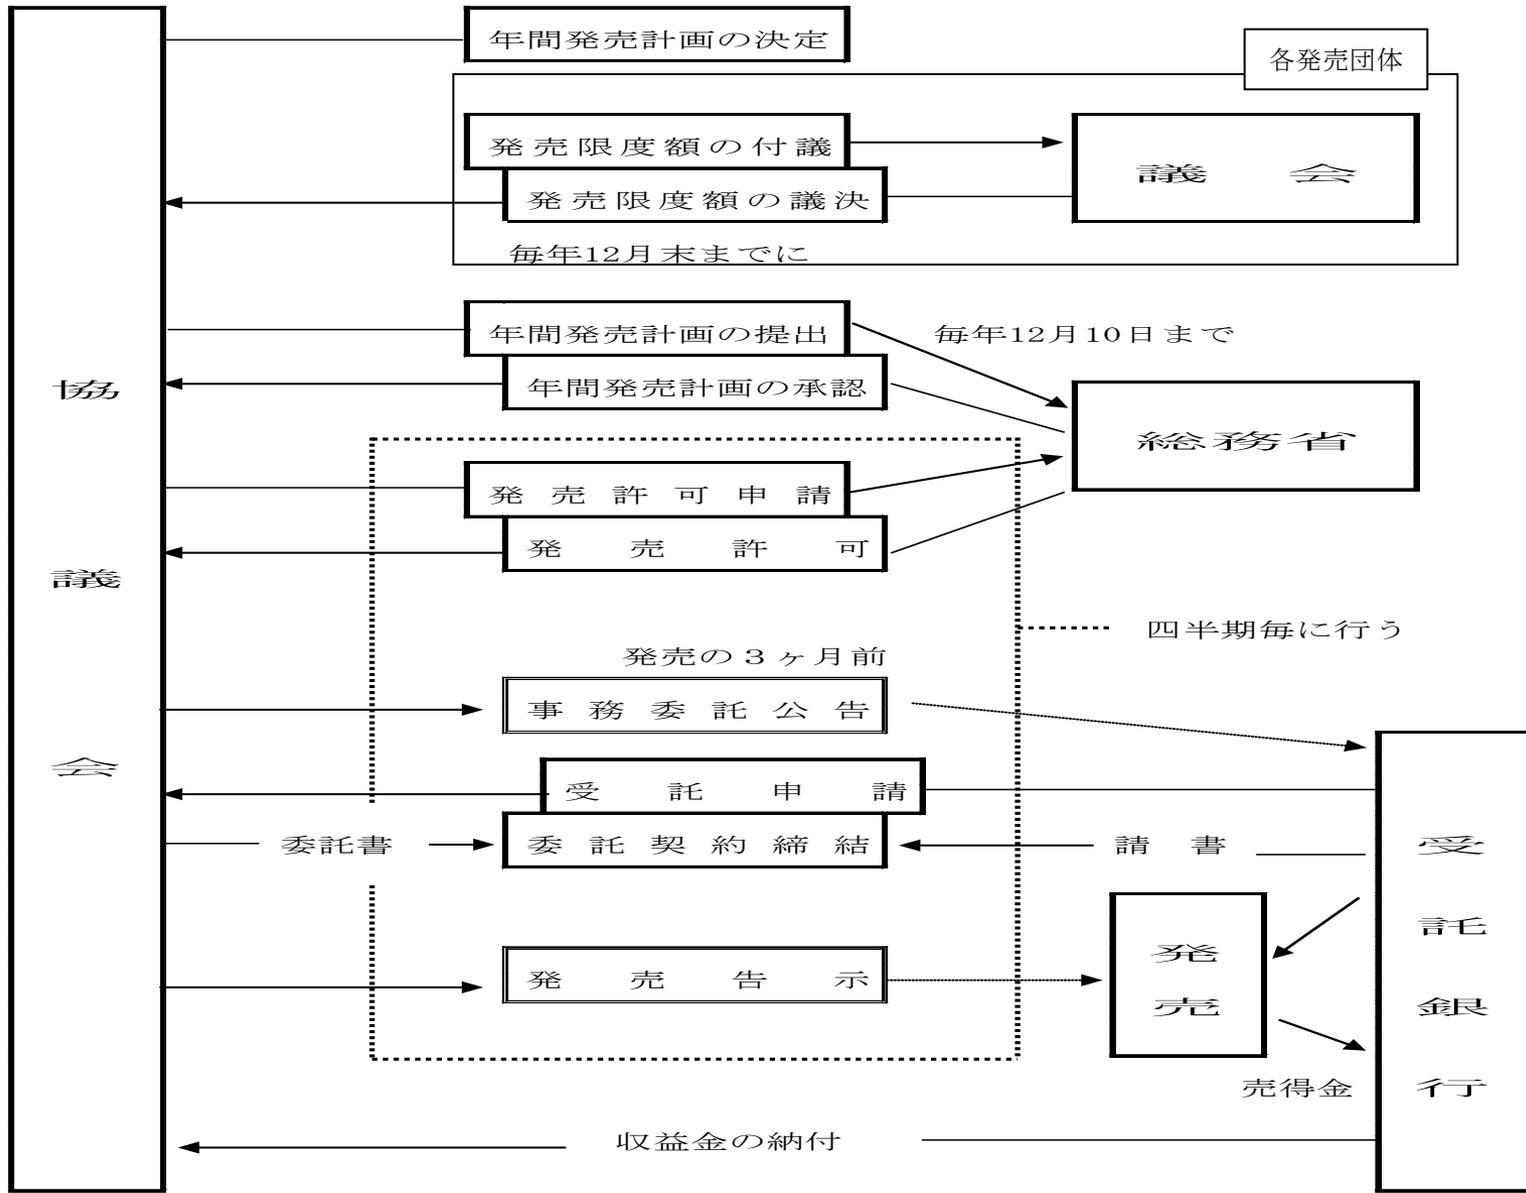 年間発売計画の決定
各発売団体
発売限度額の付議
議会
発売限度額の議決
毎年12月末までに
年間発売計画の提出
毎年12月10日まで
年間発売計画の承認
総務省
発売許可申請
発売許可
四半期毎に行う
発売の3ヶ月前
事務委託公告
受託申請
委託書
委託契約締結
請書
発売告示
発売
売得金
収益金の納付
協議会
受託銀行